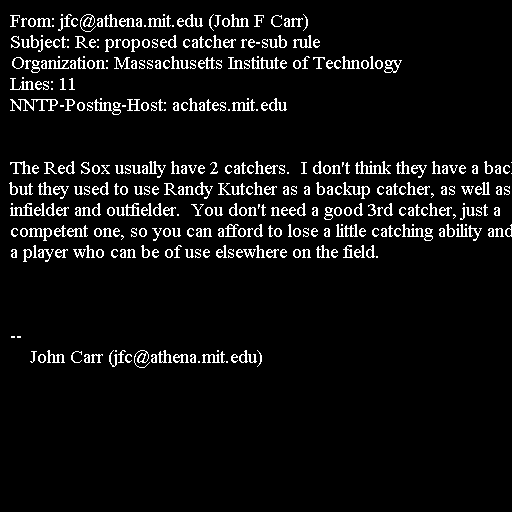 From: jfc@athena.mit.edu (John F Carr)
Subject: Re: proposed catcher re-sub rule
Organization: Massachusetts Institute of Technology
Lines: 11
NNTP-Posting-Host: achates.mit.edu
The Red Sox usually have 2 catchers.  I don't think they have a
but they used to use Randy Kutcher as a backup catcher, as well as
infielder and outfielder.  You don't need a good 3rd catcher, just a
competent one, so you can afford to lose a little catching ability and
a player who can be of use elsewhere on the field.
--
John Carr (jfc@athena.mit.edu)